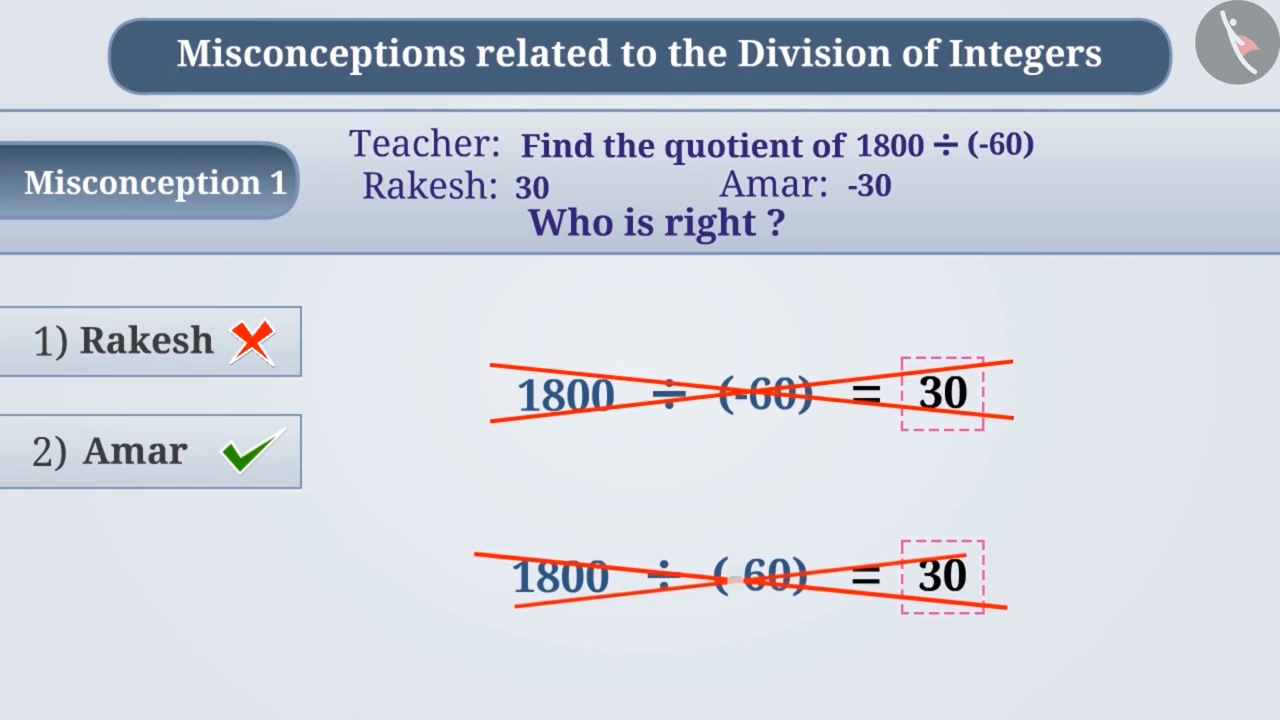 Misconceptions related to the Division of Integers
Misconception 1
Teacher: Find the quotient of 1800 ÷ (-60)
Rakesh: 30 Amar: -30
Who is right ?
1) Rakesh
1800 ÷ (-60) = 30
2) Amar
1800 ÷ (-60) = 30